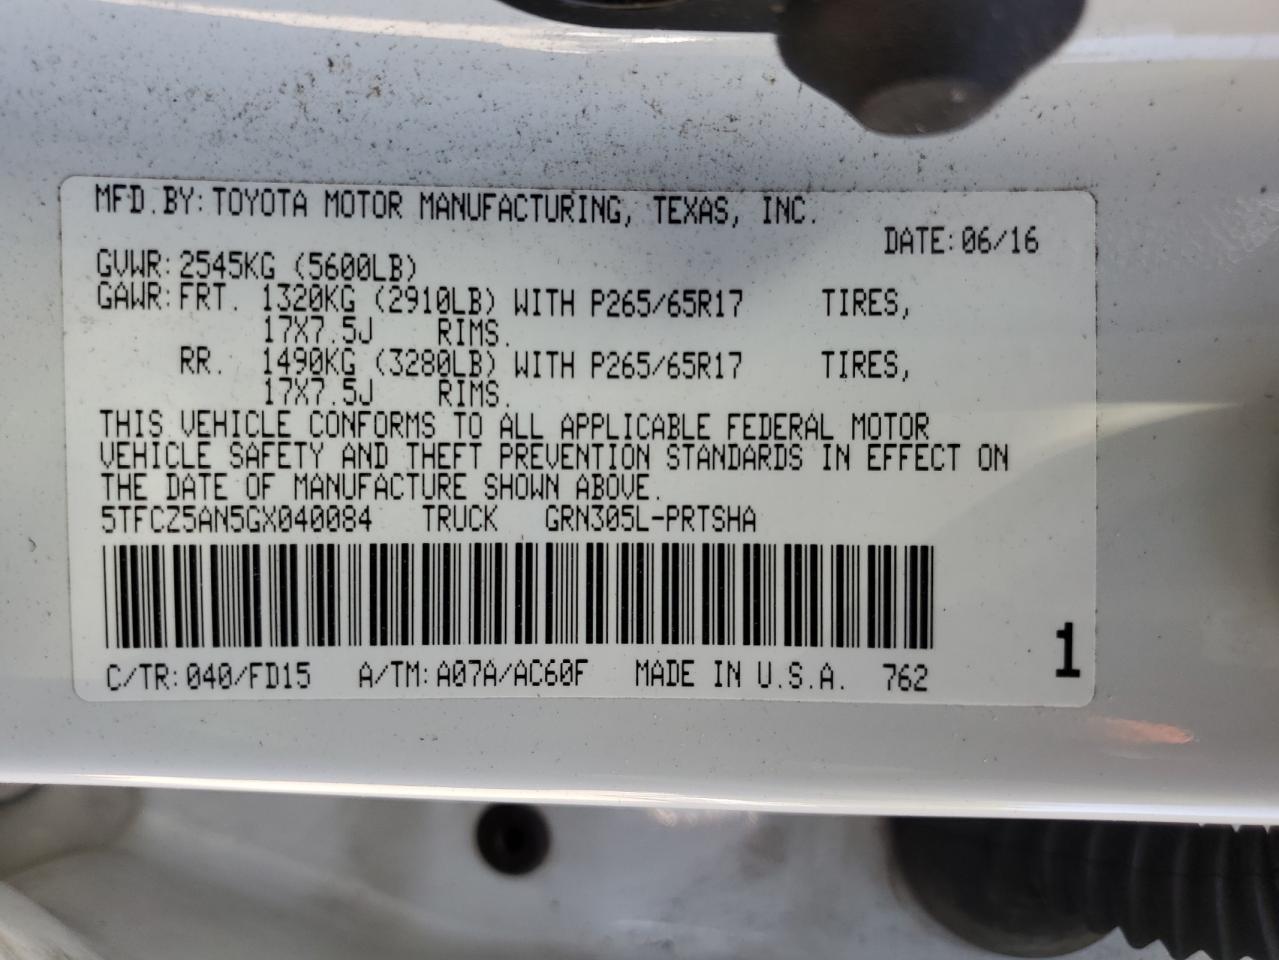 MFD.BY:TOYOTA MOTOR MANUFACTURING, TEXAS, INC.
DATE:06/16
GVWR:2545KG (5600LB)
GAWR:FRT. 1320KG (2910LB) WITH P265/65R17 TIRES,
17X7.5J RIMS.
RR. 1490KG (3280LB) WITH P265/65R17 TIRES,
17X7.5J RIMS.
THIS VEHICLE CONFORMS TO ALL APPLICABLE FEDERAL MOTOR
VEHICLE SAFETY AND THEFT PREVENTION STANDARDS IN EFFECT ON
THE DATE OF MANUFACTURE SHOWN ABOVE.
5TFCZ5AN5GX040084 TRUCK GRN305L-PRTSHA
C/TR:040/FD15 A/TM:A07A/AC60F MADE IN U.S.A. 762
1